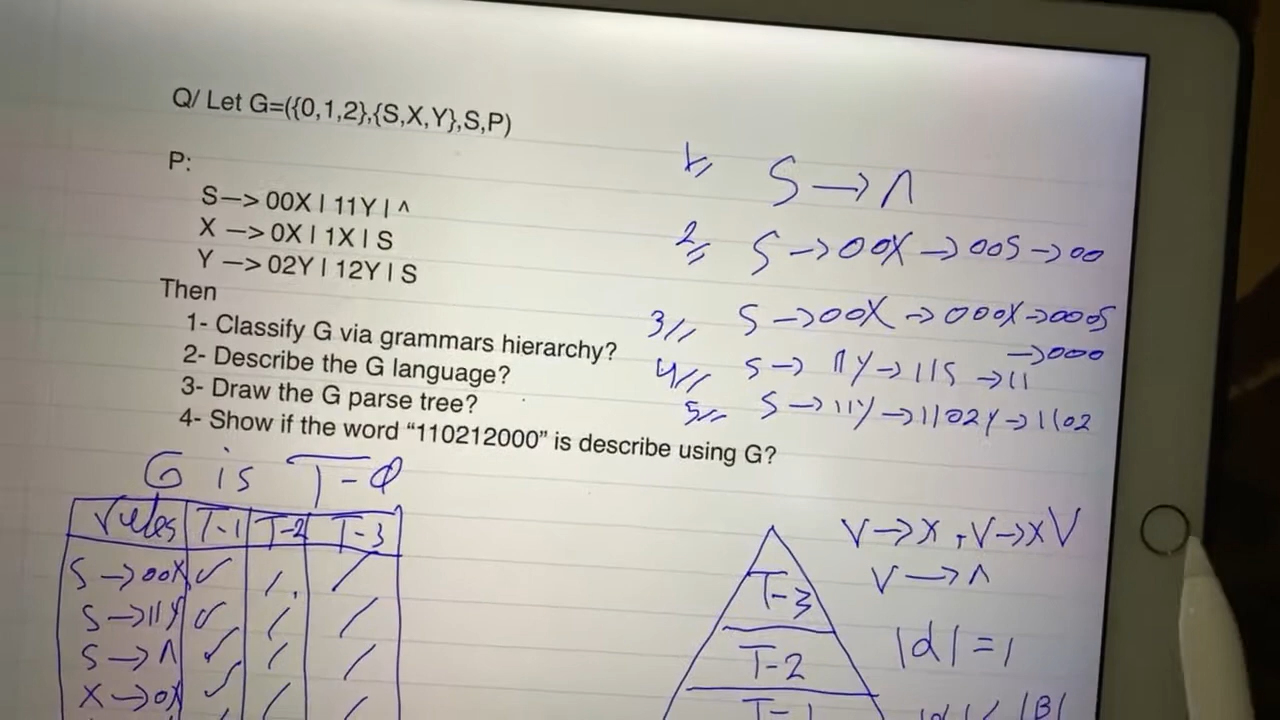 Q/ Let G=({0,1,2},{S,X,Y},S,P)
P:
S—> 00X | 11Y | ^
X —> 0X | 1X | S
Y —> 02Y | 12Y | S
Then
1- Classify G via grammars hierarchy?
2- Describe the G language?
3- Draw the G parse tree?
4- Show if the word “110212000” is describe using G?
1// S → Λ
2// S → 00X → 00S → 00
3// S → 00X → 000X → 000S
→ 000
4// S → 11Y → 11S → 11
5// S → 11Y → 1102Y → 1102
G is T-0
rules T-1 T-2 T-3
S → 00X ✓ / /
S → 11Y ✓ / /
S → Λ ✓ / /
X → 0X ✓ / /
V → X , V → XV
V → Λ
T-3
|d| = 1
T-2
T-1